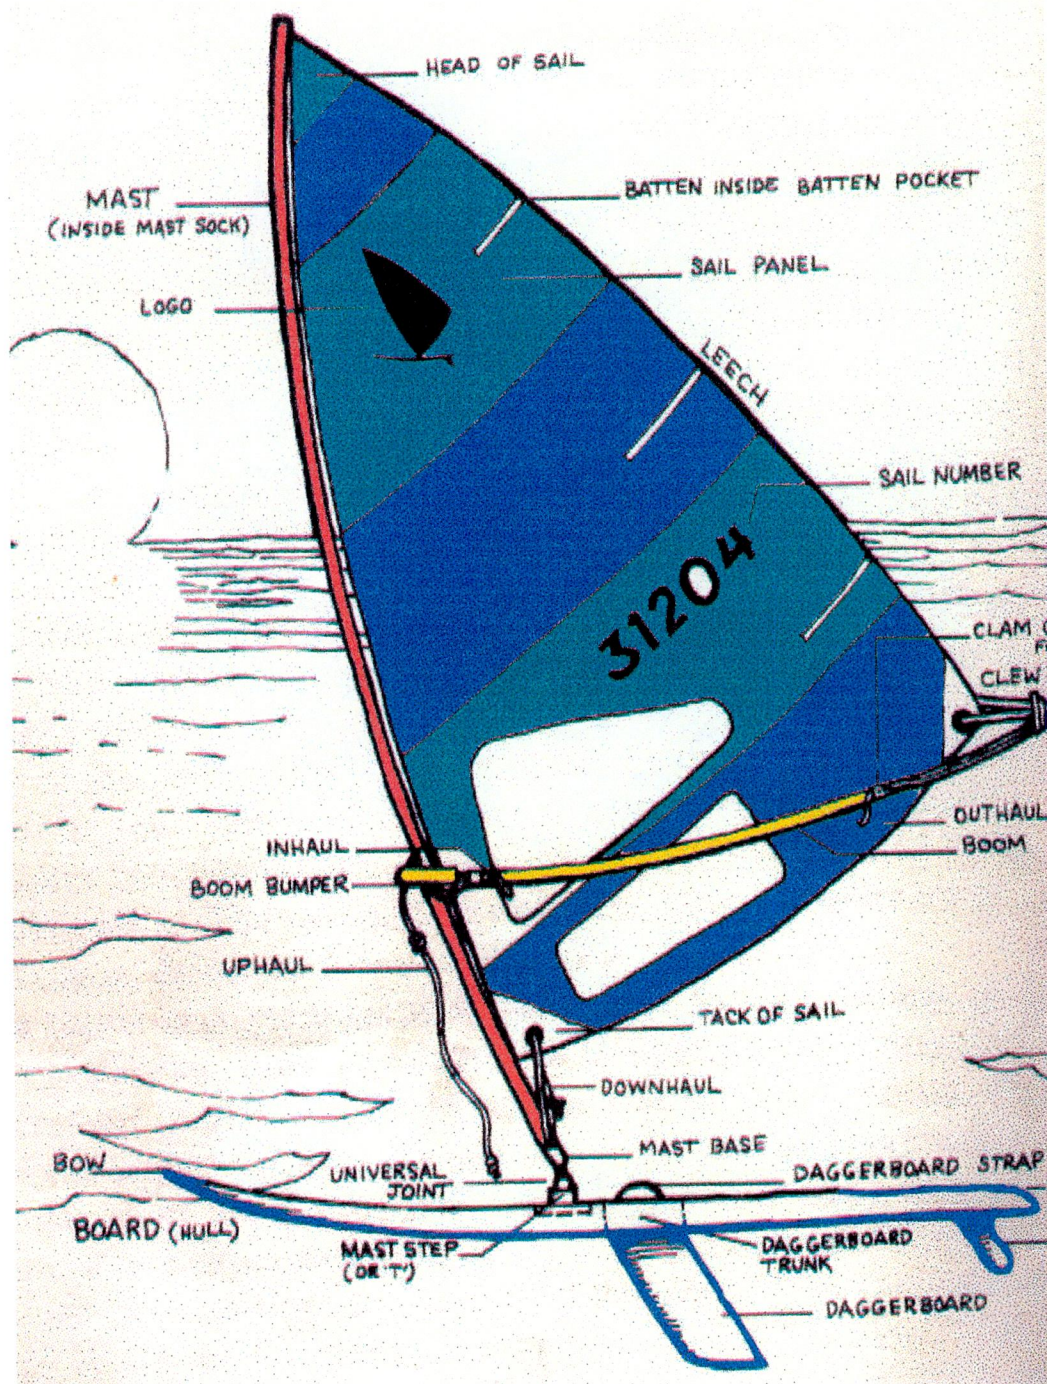 HEAD OF SAIL
BATTEN INSIDE BATTEN POCKET
MAST
(INSIDE MAST SOCK)
SAIL PANEL
LOGO
LEECH
SAIL NUMBER
31204
CLAM
CLEW
OUTHAUL
BOOM
INHAUL
BOOM BUMPER
UPHAUL
TACK OF SAIL
DOWNHAUL
MAST BASE
BOW
UNIVERSAL
JOINT
DAGGERBOARD STRAP
BOARD (HULL)
MAST STEP
(OR 'T')
DAGGERBOARD
TRUNK
DAGGERBOARD